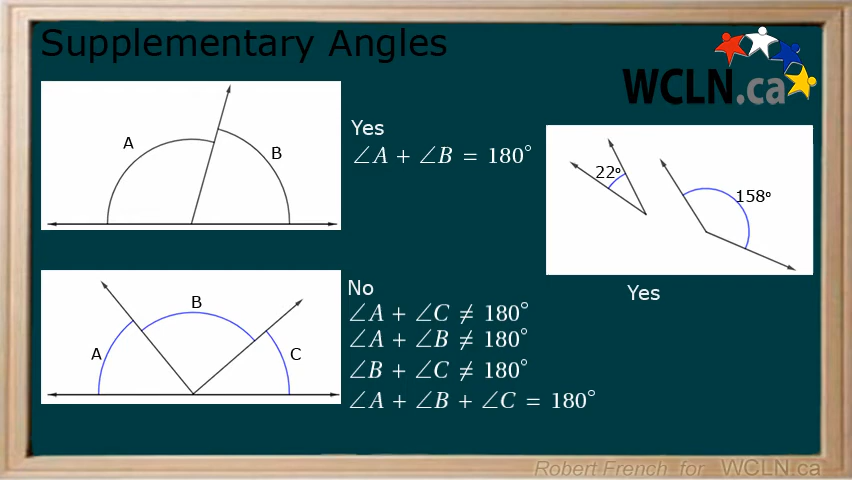 Supplementary Angles
WCLN.ca
A
B
Yes
∠A + ∠B = 180°
22°
158°
Yes
A
B
C
No
∠A + ∠C ≠ 180°
∠A + ∠B ≠ 180°
∠B + ∠C ≠ 180°
∠A + ∠B + ∠C = 180°
Robert French for WCLN.ca